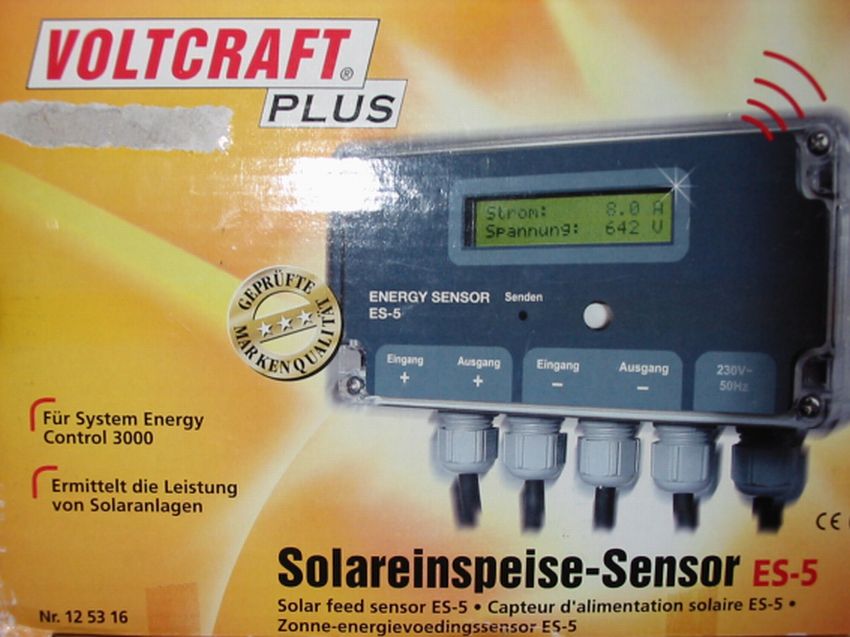 VOLTCRAFT®
PLUS
Strom: 8.0 A
Spannung: 642 V
ENERGY SENSOR
ES-5
Senden
GEPRÜFTE
MARKENQUALITÄT
Eingang
+
Ausgang
+
Eingang
–
Ausgang
–
230V~
50Hz
Für System Energy
Control 3000
Ermittelt die Leistung
von Solaranlagen
CE
Solareinspeise-Sensor ES-5
Solar feed sensor ES-5 • Capteur d'alimentation solaire ES-5 •
Zonne-energievoedingssensor ES-5
Nr. 12 53 16